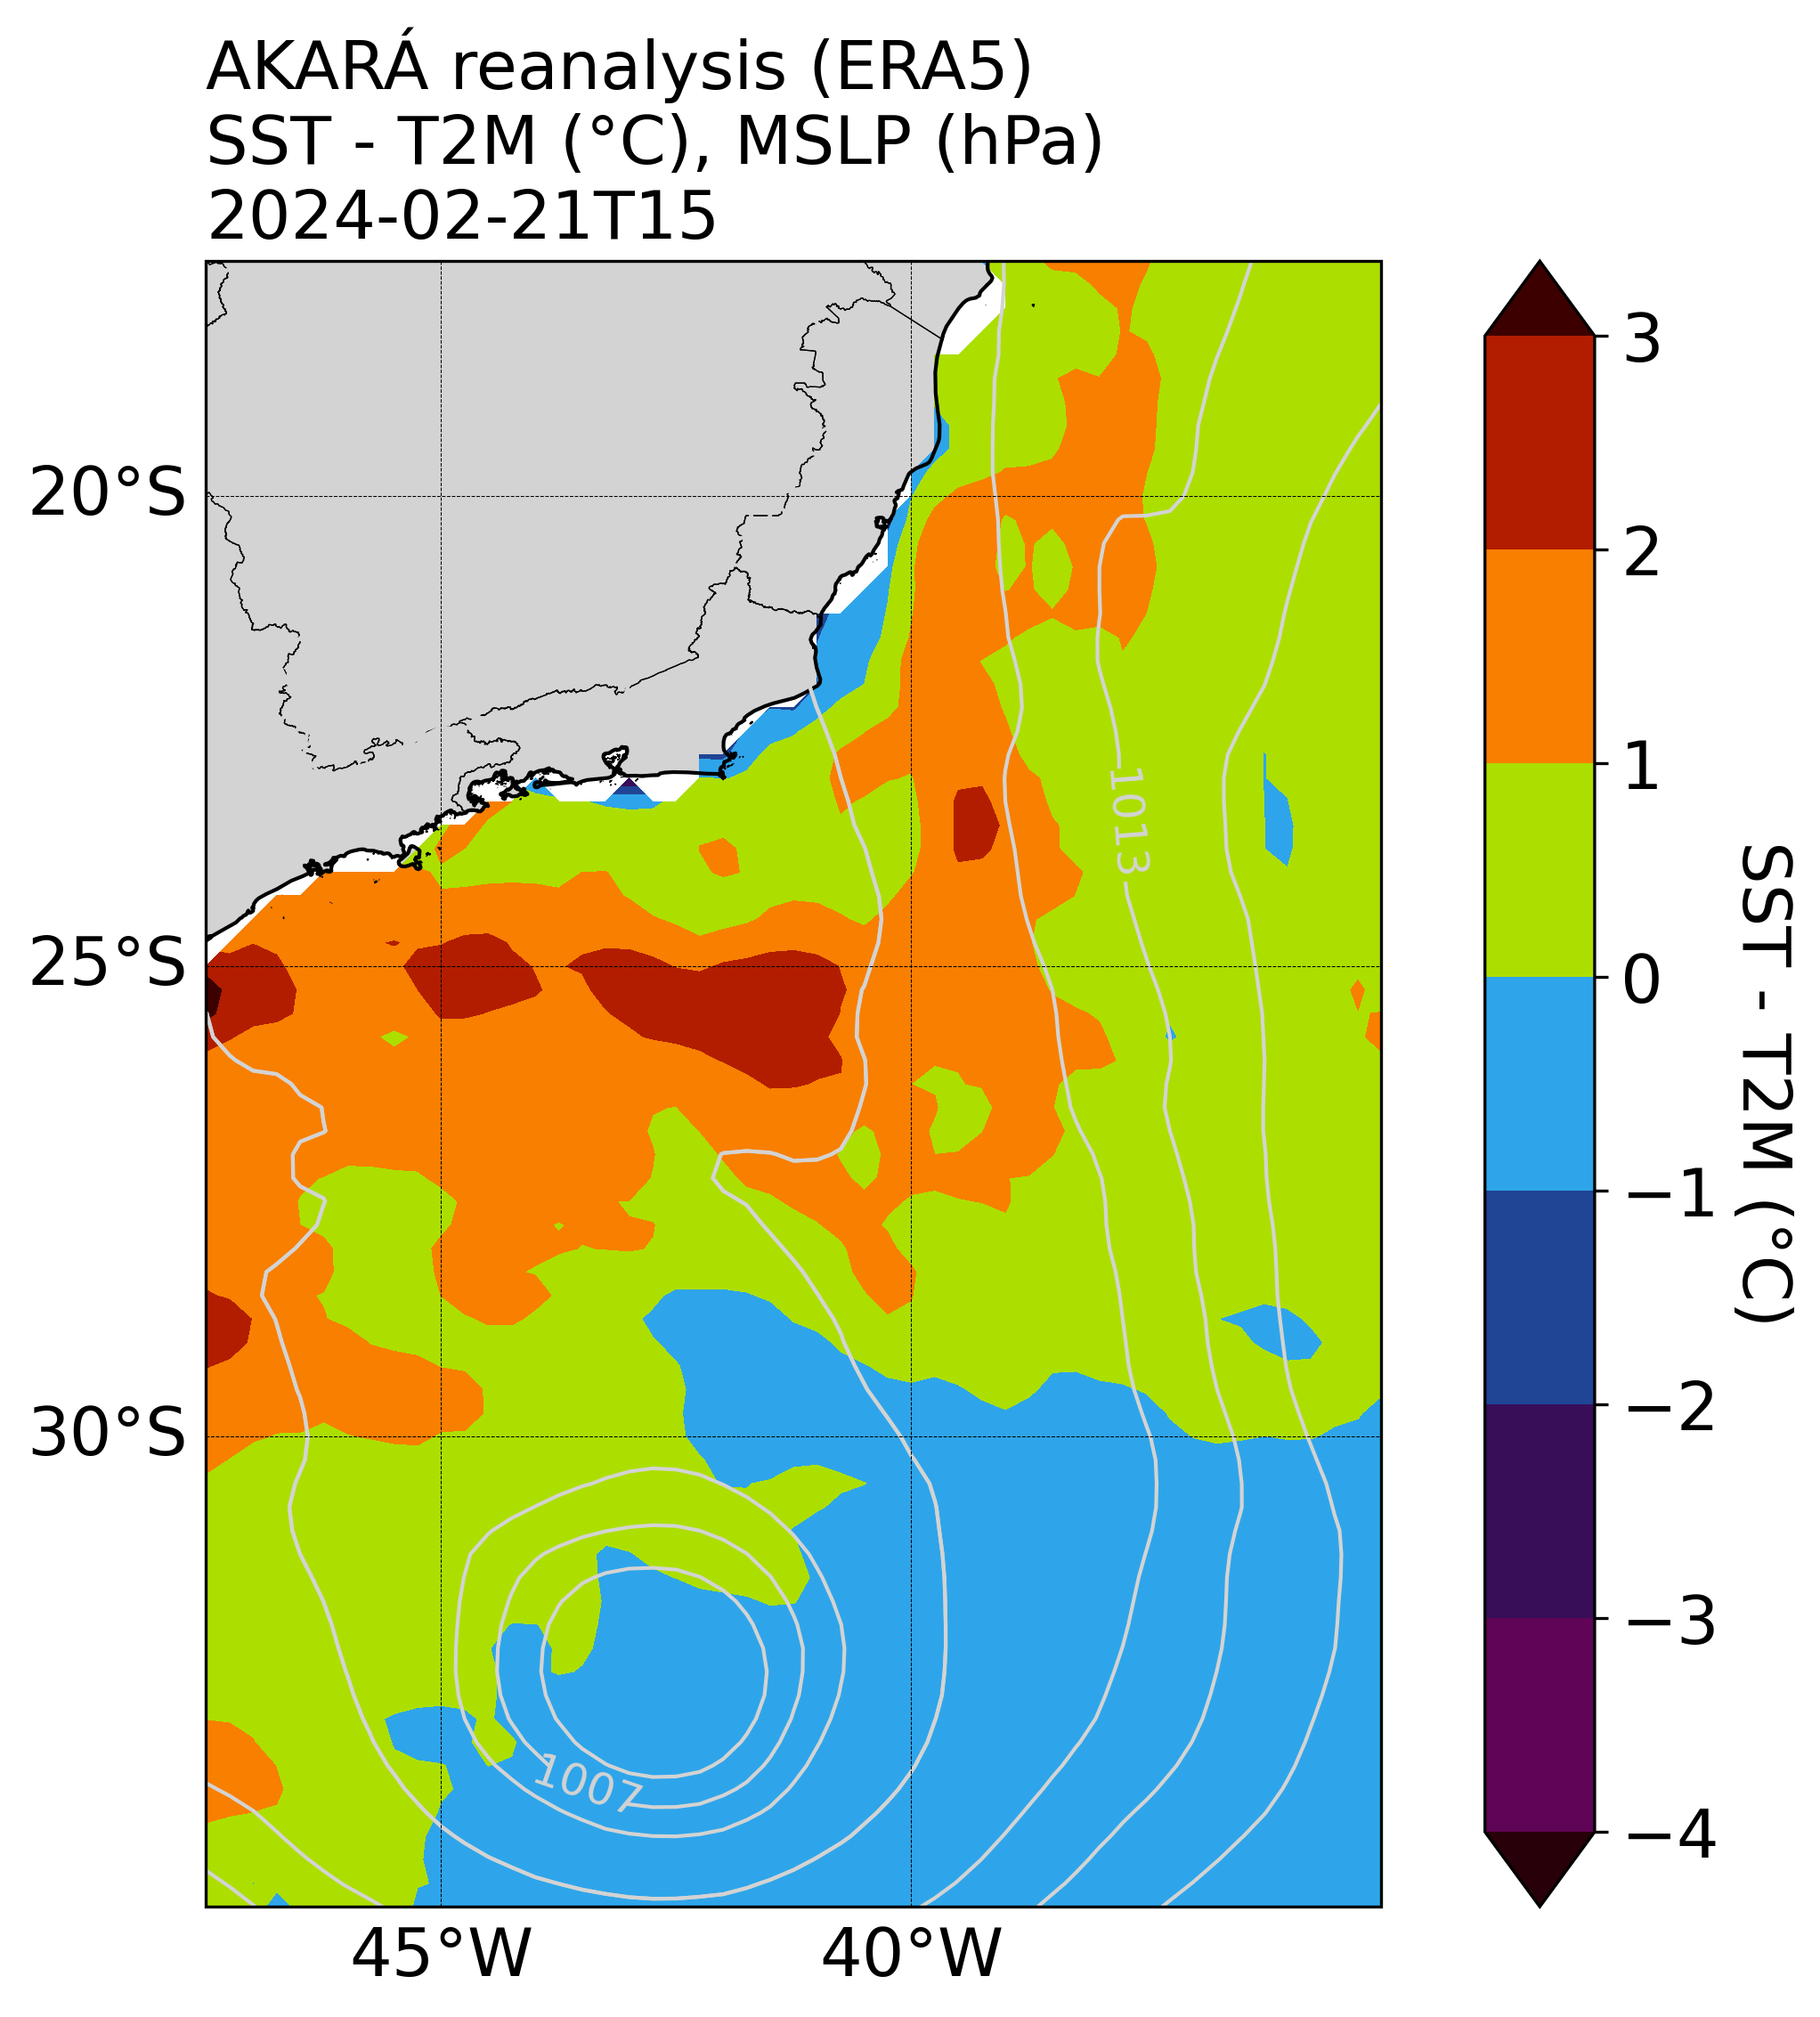 AKARÁ reanalysis (ERA5)
SST - T2M (°C), MSLP (hPa)
2024-02-21T15
20°S
25°S
30°S
45°W
40°W
1013
1007
3
2
1
0
−1
−2
−3
−4
SST - T2M (°C)